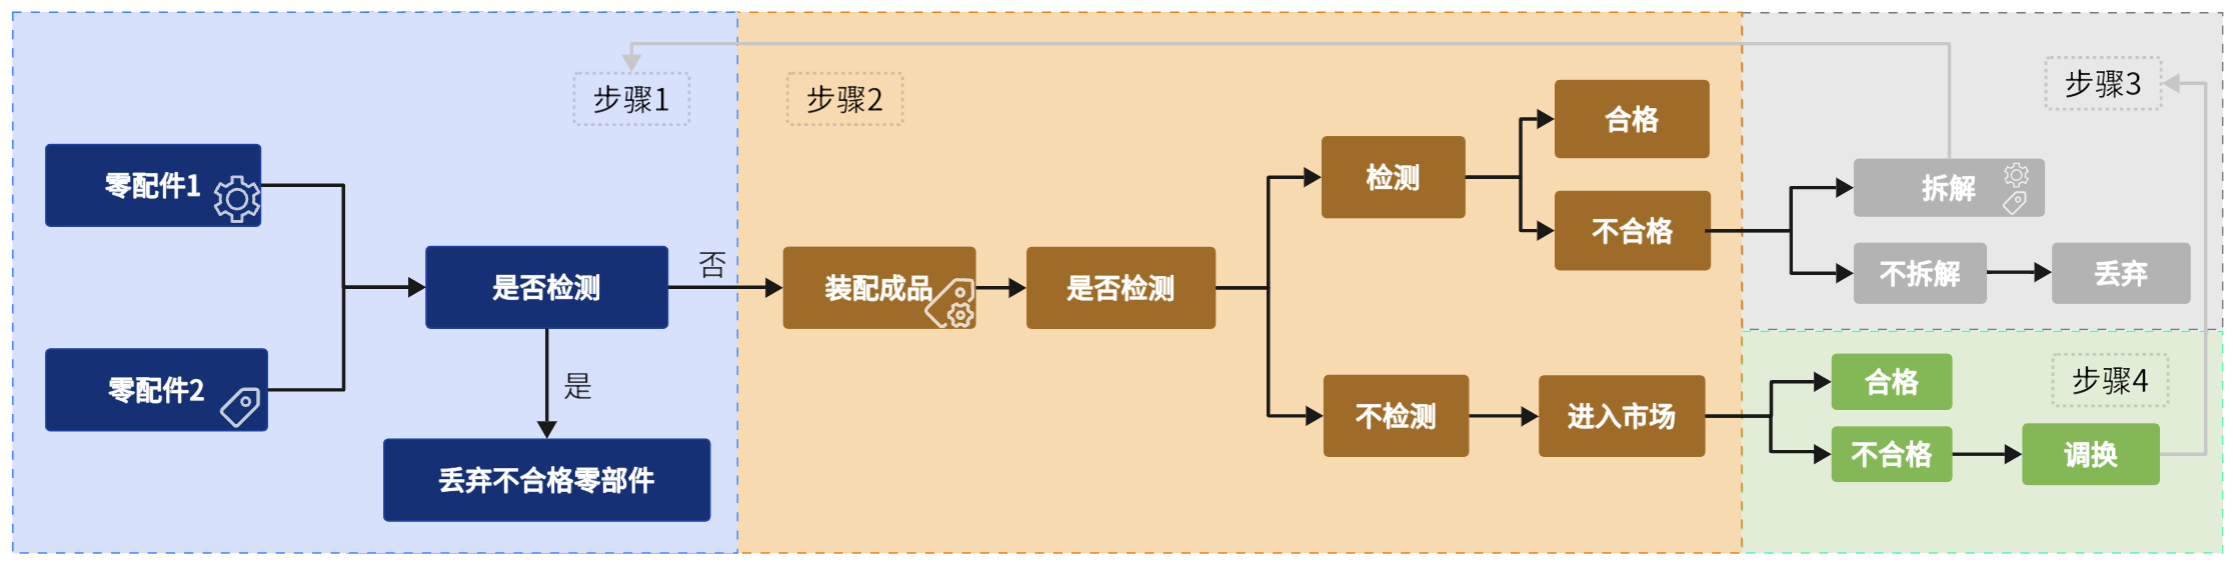 步骤1
零配件1
零配件2
是否检测
否
是
丢弃不合格零部件
步骤2
装配成品
是否检测
检测
合格
不合格
不检测
进入市场
步骤3
拆解
不拆解
丢弃
步骤4
合格
不合格
调换